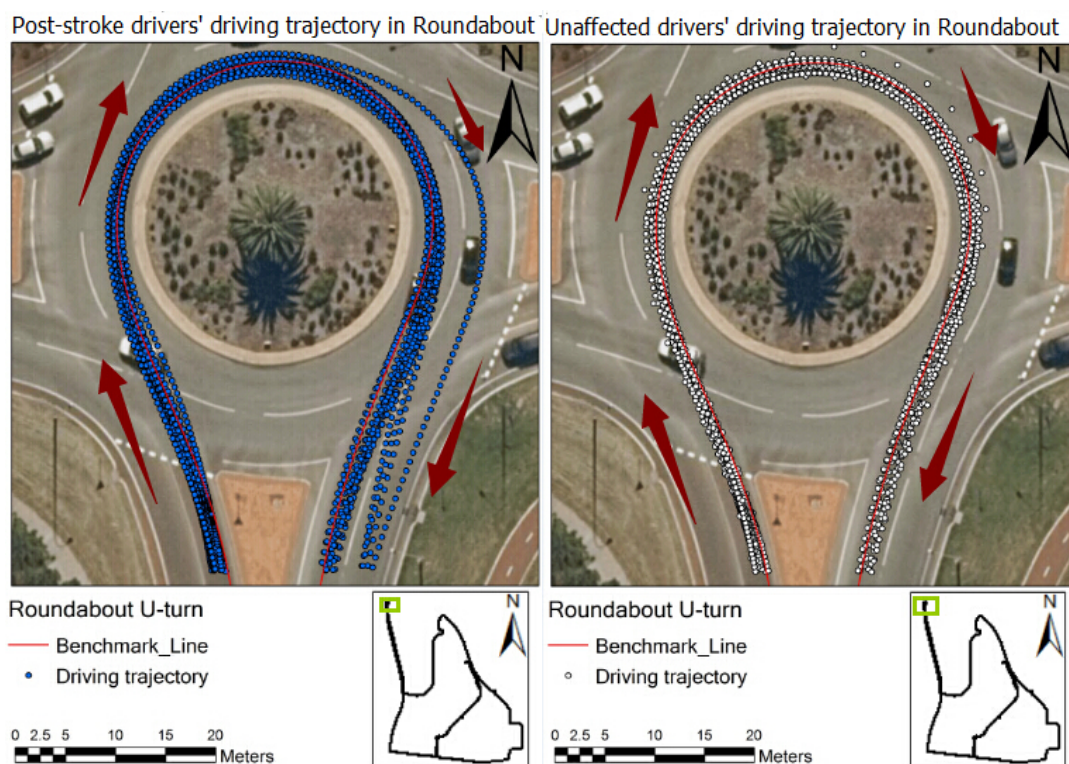 Post-stroke drivers' driving trajectory in Roundabout
N
Roundabout U-turn
Benchmark_Line
Driving trajectory
0 2.5 5 10 15 20
Meters
N
Unaffected drivers' driving trajectory in Roundabout
N
Roundabout U-turn
Benchmark_Line
Driving trajectory
0 2.5 5 10 15 20
Meters
N